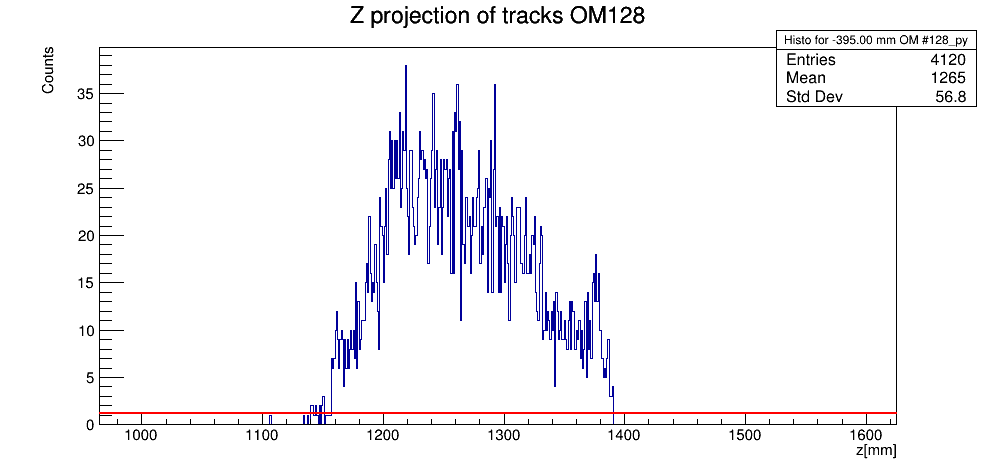 Z projection of tracks OM128
Histo for -395.00 mm OM #128_py
Entries 4120
Mean 1265
Std Dev 56.8
Counts
35
30
25
20
15
10
5
0
1000 1100 1200 1300 1400 1500 1600
z[mm]